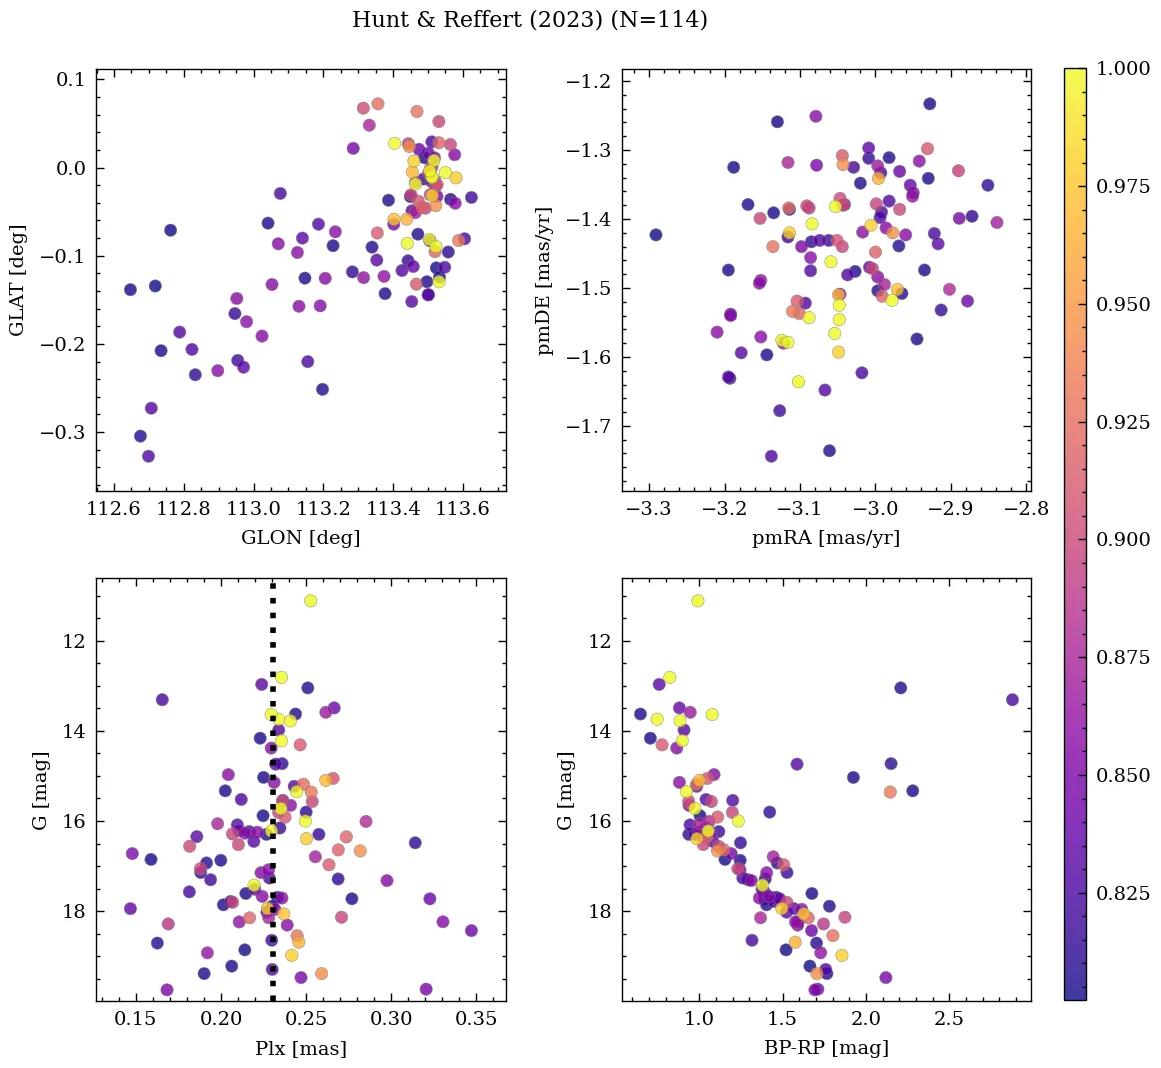 Hunt & Reffert (2023) (N=114)
0.1
0.0
−0.1
−0.2
−0.3
GLAT [deg]
112.6 112.8 113.0 113.2 113.4 113.6
GLON [deg]
−1.2
−1.3
−1.4
−1.5
−1.6
−1.7
pmDE [mas/yr]
−3.3 −3.2 −3.1 −3.0 −2.9 −2.8
pmRA [mas/yr]
12
14
16
18
G [mag]
0.15 0.20 0.25 0.30 0.35
Plx [mas]
12
14
16
18
G [mag]
1.0 1.5 2.0 2.5
BP-RP [mag]
1.000
0.975
0.950
0.925
0.900
0.875
0.850
0.825